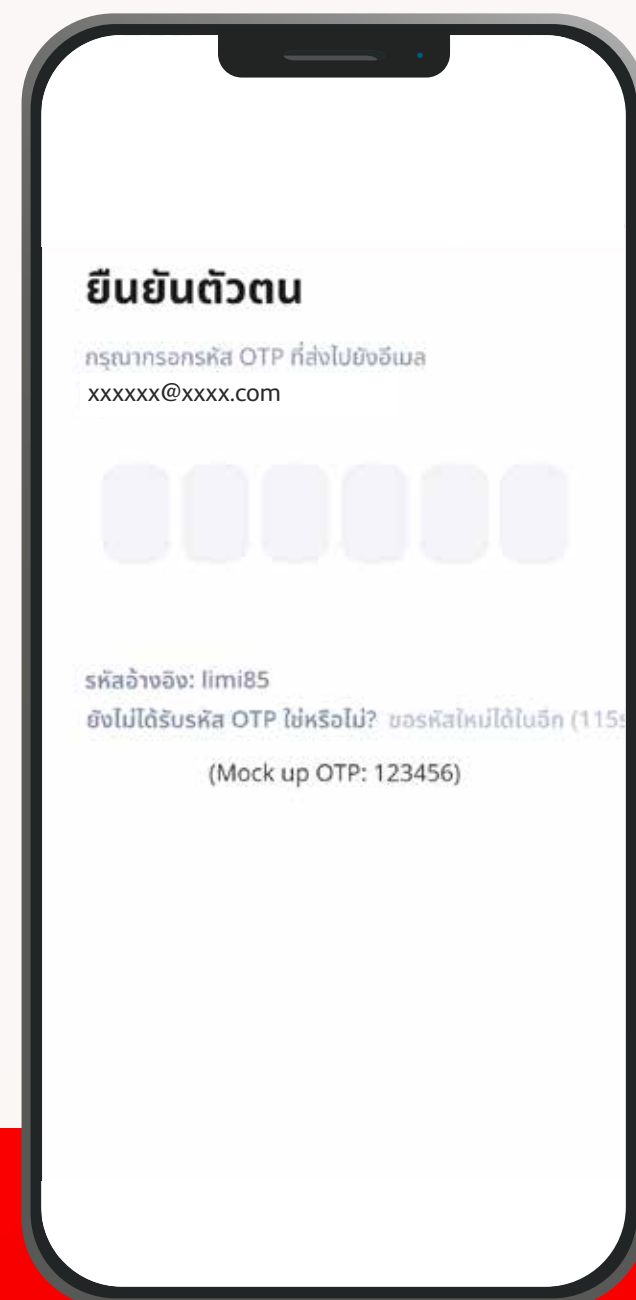 ยืนยันตัวตน
กรุณากรอกรหัส OTP ที่ส่งไปยังอีเมล
xxxxxx@xxxx.com
รหัสอ้างอิง: limi85
ยังไม่ได้รับรหัส OTP ใช่หรือไม่? ขอรหัสใหม่ได้ในอีก (115s
(Mock up OTP: 123456)